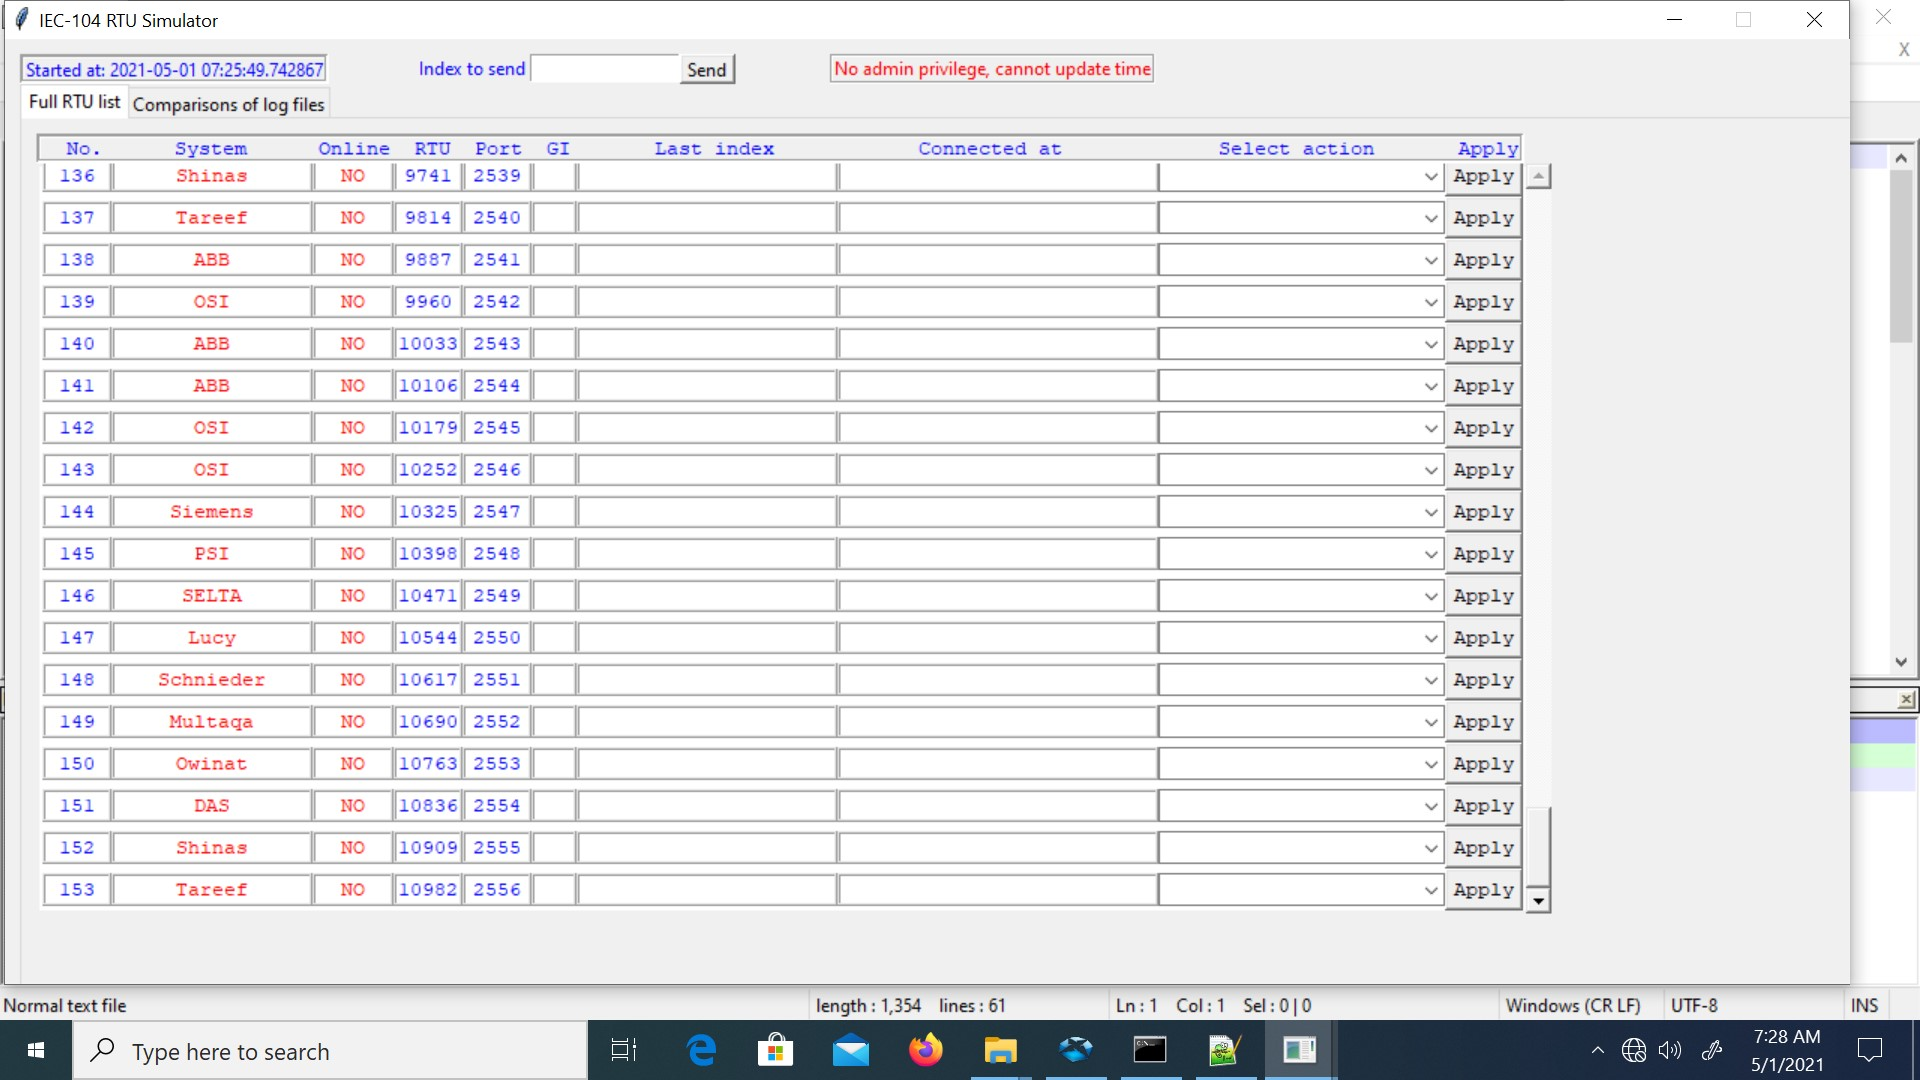 IEC-104 RTU Simulator
X
Started at: 2021-05-01 07:25:49.742867 Index to send Send No admin privilege, cannot update time
Full RTU list Comparisons of log files
No. System Online RTU Port GI Last index Connected at Select action Apply
136 Shinas NO 9741 2539 Apply
137 Tareef NO 9814 2540 Apply
138 ABB NO 9887 2541 Apply
139 OSI NO 9960 2542 Apply
140 ABB NO 10033 2543 Apply
141 ABB NO 10106 2544 Apply
142 OSI NO 10179 2545 Apply
143 OSI NO 10252 2546 Apply
144 Siemens NO 10325 2547 Apply
145 PSI NO 10398 2548 Apply
146 SELTA NO 10471 2549 Apply
147 Lucy NO 10544 2550 Apply
148 Schnieder NO 10617 2551 Apply
149 Multaqa NO 10690 2552 Apply
150 Owinat NO 10763 2553 Apply
151 DAS NO 10836 2554 Apply
152 Shinas NO 10909 2555 Apply
153 Tareef NO 10982 2556 Apply
Normal text file length : 1,354 lines : 61 Ln : 1 Col : 1 Sel : 0 | 0 Windows (CR LF) UTF-8 INS
Type here to search 7:28 AM
5/1/2021